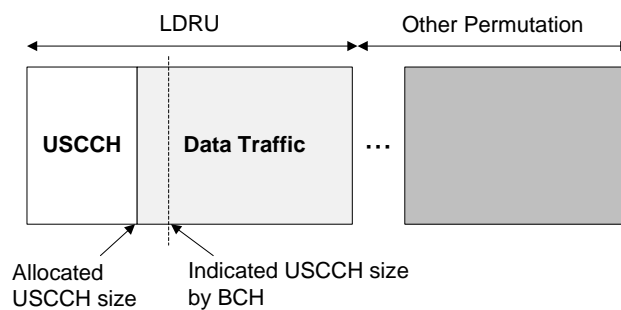 LDRU
Other Permutation
USCCH
Data Traffic
...
Allocated
USCCH size
Indicated USCCH size
by BCH